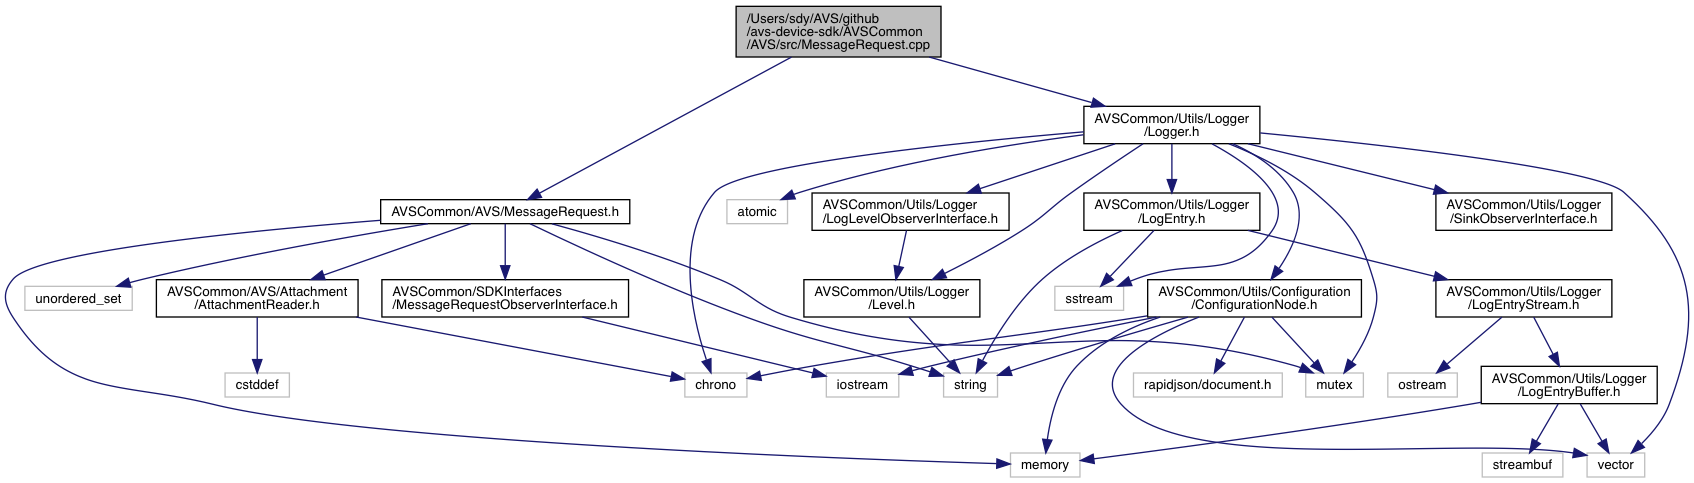 /Users/sdy/AVS/github
/avs-device-sdk/AVSCommon
/AVS/src/MessageRequest.cpp
AVSCommon/Utils/Logger
/Logger.h
AVSCommon/AVS/MessageRequest.h
atomic
AVSCommon/Utils/Logger
/LogLevelObserverInterface.h
AVSCommon/Utils/Logger
/LogEntry.h
AVSCommon/Utils/Logger
/SinkObserverInterface.h
unordered_set
AVSCommon/AVS/Attachment
/AttachmentReader.h
AVSCommon/SDKInterfaces
/MessageRequestObserverInterface.h
AVSCommon/Utils/Logger
/Level.h
sstream
AVSCommon/Utils/Configuration
/ConfigurationNode.h
AVSCommon/Utils/Logger
/LogEntryStream.h
cstddef
chrono
iostream
string
rapidjson/document.h
mutex
ostream
AVSCommon/Utils/Logger
/LogEntryBuffer.h
memory
streambuf
vector